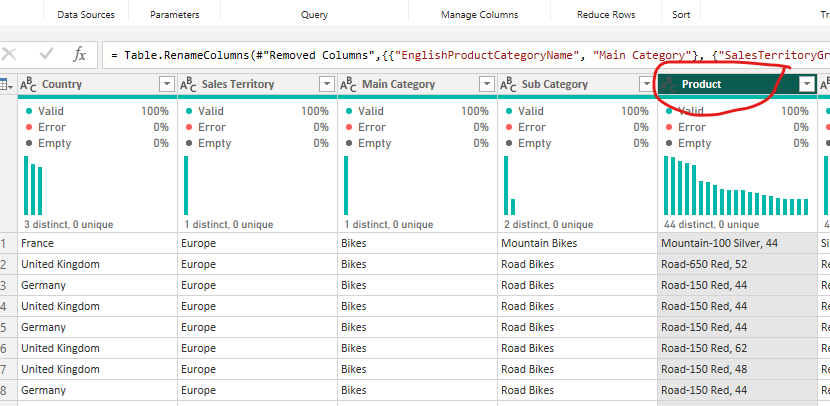 Data Sources Parameters Query Manage Columns Reduce Rows Sort
fx = Table.RenameColumns(#"Removed Columns",{{"EnglishProductCategoryName", "Main Category"}, {"SalesTerritoryGr
ABC Country ABC Sales Territory ABC Main Category ABC Sub Category ABC Product
Valid 100% Valid 100% Valid 100% Valid 100% Valid 100%
Error 0% Error 0% Error 0% Error 0% Error 0%
Empty 0% Empty 0% Empty 0% Empty 0% Empty 0%
3 distinct, 0 unique 1 distinct, 0 unique 1 distinct, 0 unique 2 distinct, 0 unique 44 distinct, 0 unique
1 France Europe Bikes Mountain Bikes Mountain-100 Silver, 44
2 United Kingdom Europe Bikes Road Bikes Road-650 Red, 52
3 Germany Europe Bikes Road Bikes Road-150 Red, 44
4 United Kingdom Europe Bikes Road Bikes Road-150 Red, 44
5 Germany Europe Bikes Road Bikes Road-150 Red, 44
6 United Kingdom Europe Bikes Road Bikes Road-150 Red, 62
7 United Kingdom Europe Bikes Road Bikes Road-150 Red, 48
8 Germany Europe Bikes Road Bikes Road-150 Red, 44